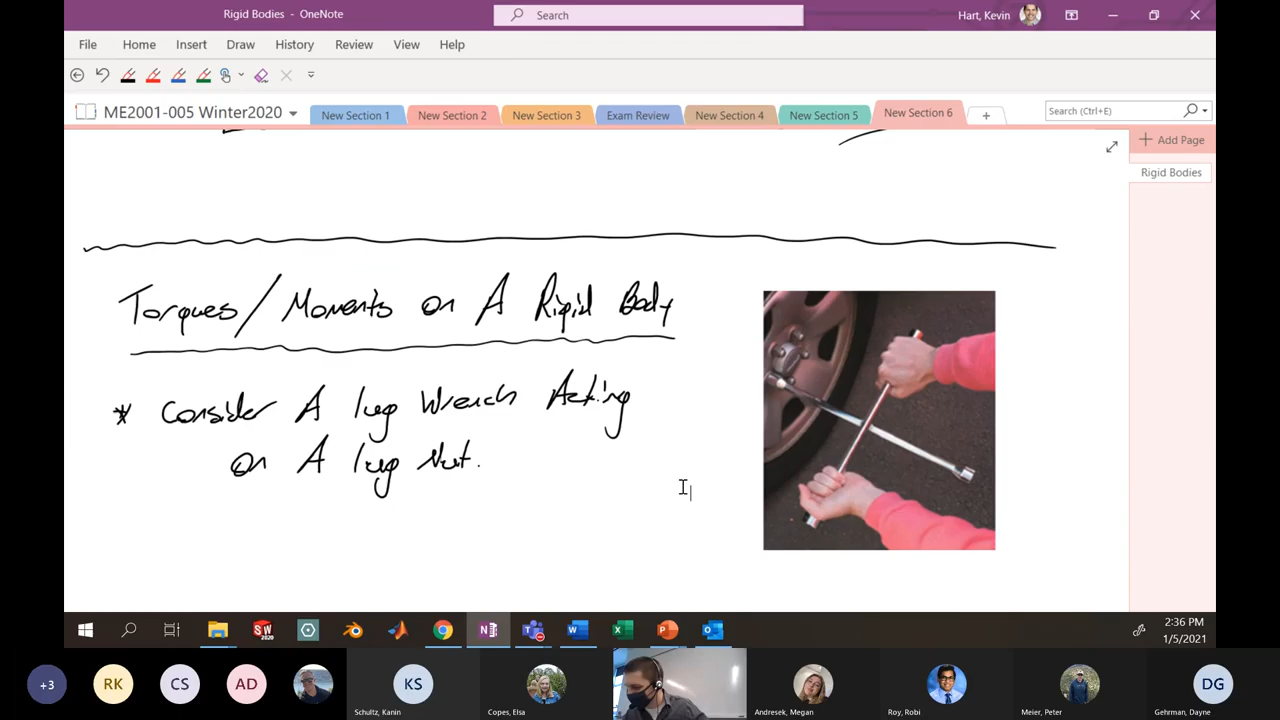 Rigid Bodies - OneNote
Search
Hart, Kevin
File Home Insert Draw History Review View Help
ME2001-005 Winter2020
New Section 1
New Section 2
New Section 3
Exam Review
New Section 4
New Section 5
New Section 6
Search (Ctrl+E)
Add Page
Rigid Bodies
Torques/Moments on A Rigid Body
* Consider A lug Wrench Acting
on A lug Nut.
SW
2020
N
T
W
X
P
O
2:36 PM
1/5/2021
+3
RK
CS
AD
KS
DG
Schultz, Kanin
Copes, Elsa
Andresek, Megan
Roy, Robi
Meier, Peter
Gehrman, Dayne